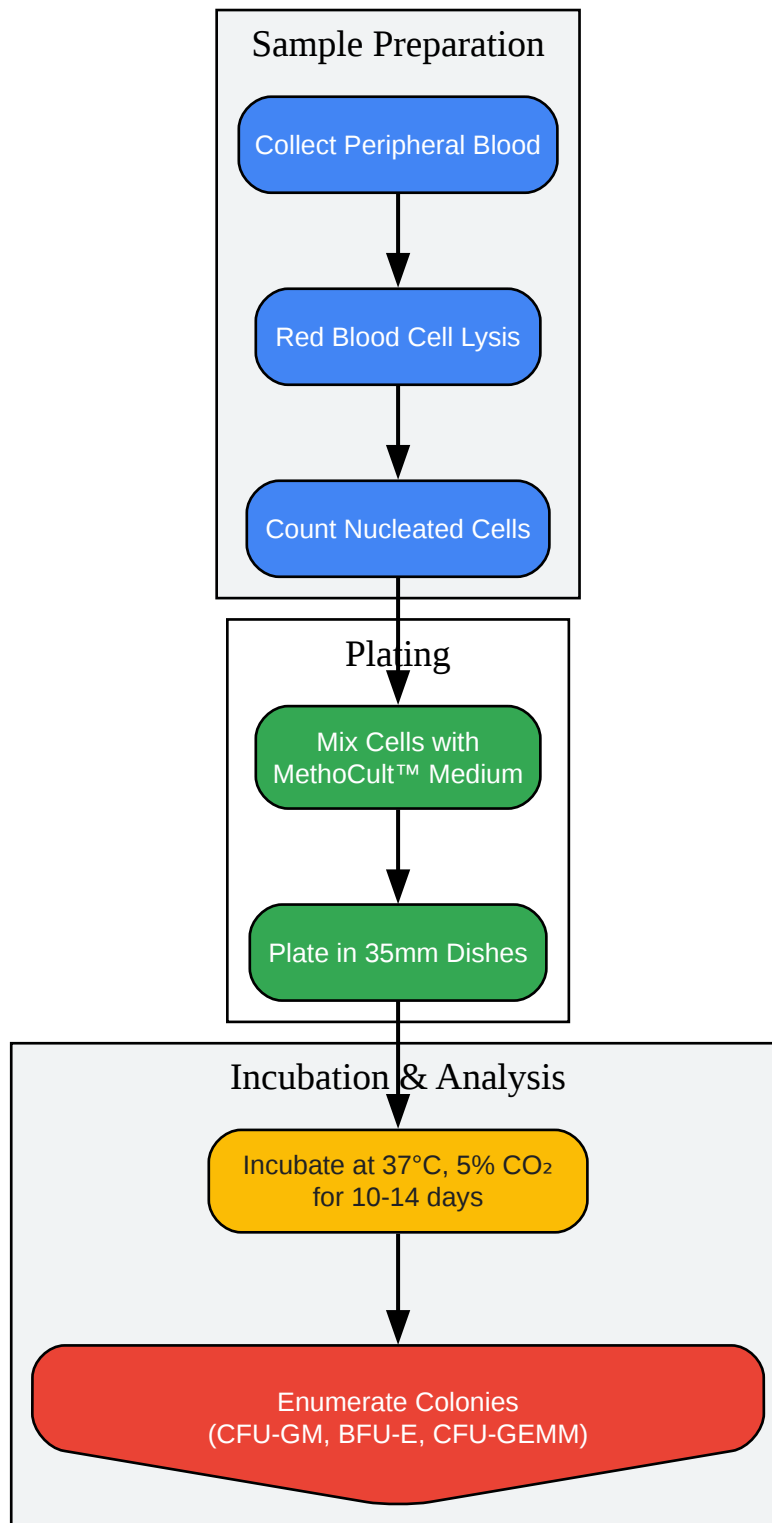 Sample Preparation
Collect Peripheral Blood
Red Blood Cell Lysis
Count Nucleated Cells
Plating
Mix Cells with
MethoCult™ Medium
Plate in 35mm Dishes
Incubation & Analysis
Incubate at 37°C, 5% CO₂
for 10-14 days
Enumerate Colonies
(CFU-GM, BFU-E, CFU-GEMM)